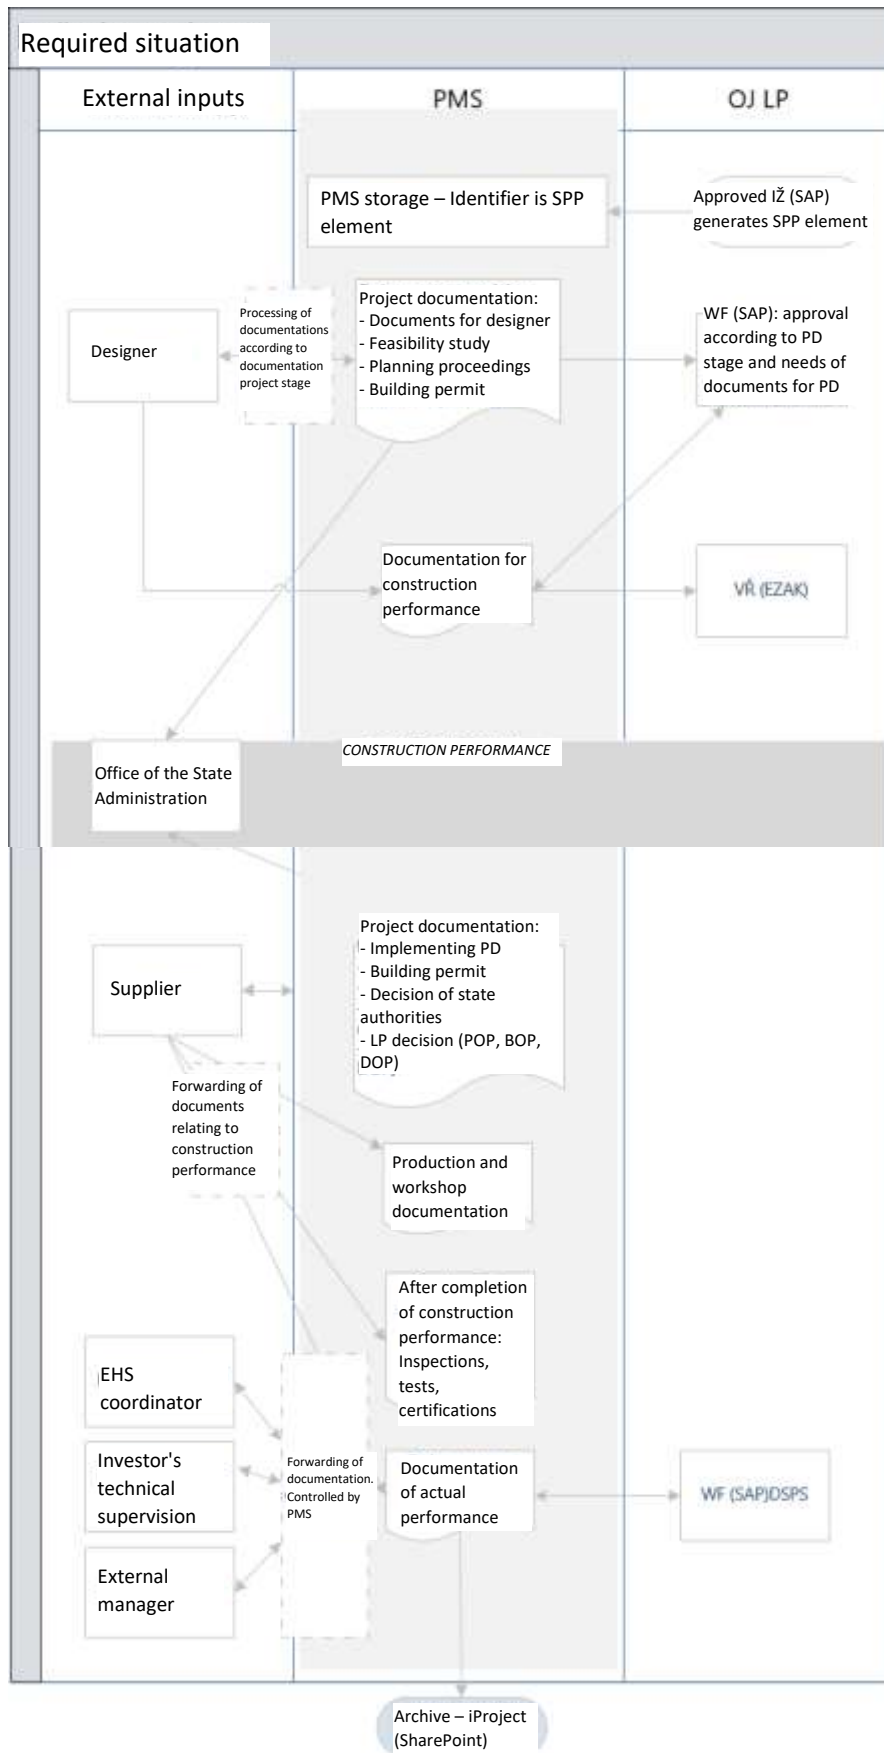 Required situation
External inputs
PMS
OJ LP
PMS storage – Identifier is SPP
element
Approved IŽ (SAP)
generates SPP element
Designer
Processing of
documentations
according to
documentation
project stage
Project documentation:
- Documents for designer
- Feasibility study
- Planning proceedings
- Building permit
WF (SAP): approval
according to PD
stage and needs of
documents for PD
Documentation for
construction
performance
VŘ (EZAK)
CONSTRUCTION PERFORMANCE
Office of the State
Administration
Project documentation:
- Implementing PD
- Building permit
- Decision of state
authorities
- LP decision (POP, BOP,
DOP)
Supplier
Forwarding of
documents
relating to
construction
performance
Production and
workshop
documentation
After completion
of construction
performance:
Inspections,
tests,
certifications
EHS
coordinator
Investor's
technical
supervision
External
manager
Forwarding of
documentation.
Controlled by
PMS
Documentation
of actual
performance
WF (SAP)DSPS
Archive – iProject
(SharePoint)